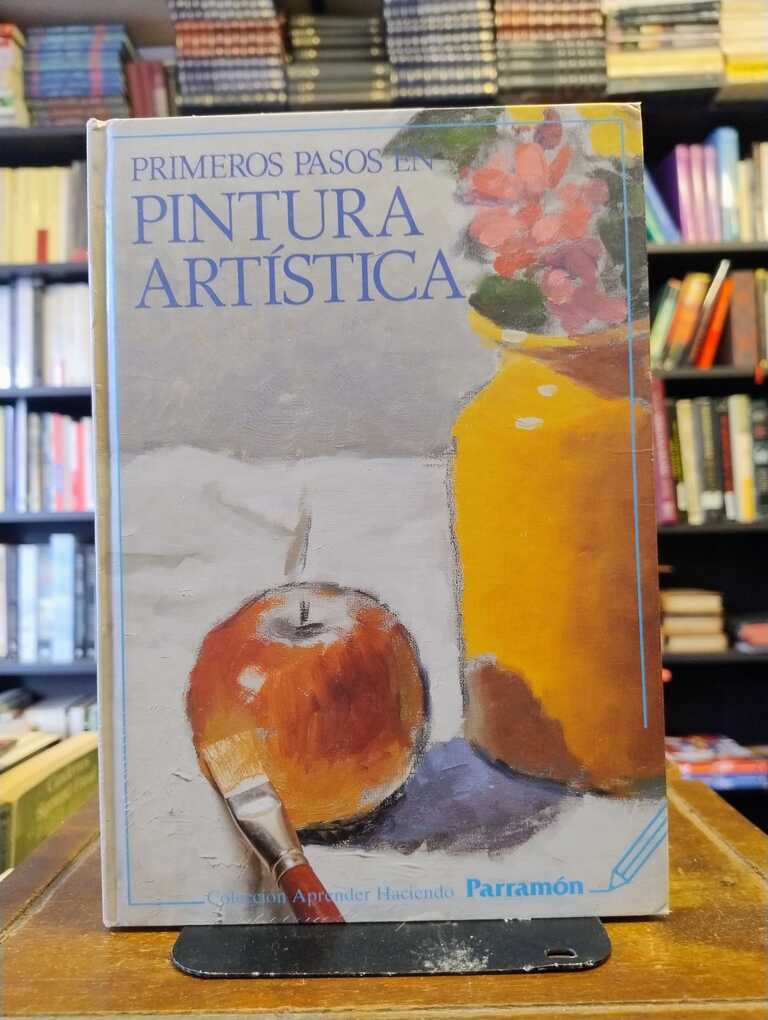 PRIMEROS PASOS EN
PINTURA
ARTÍSTICA
Colección Aprender Haciendo Parramón